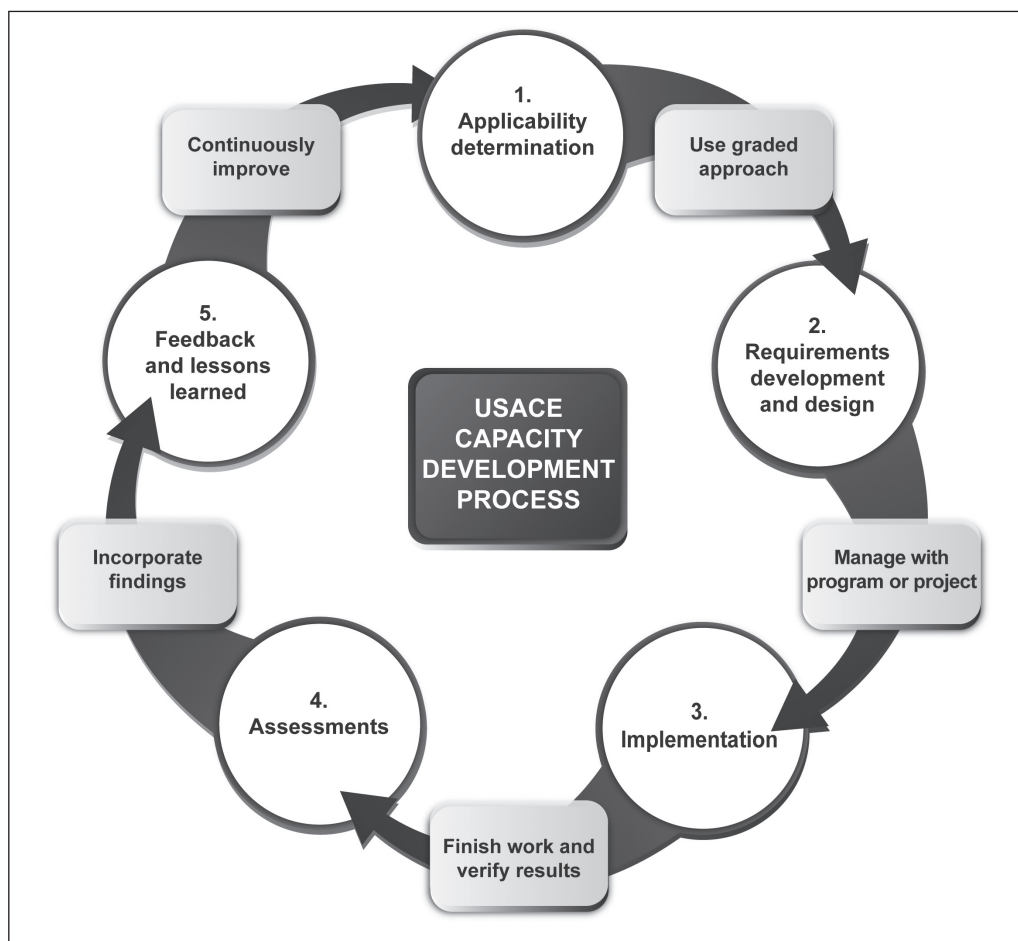 1.
Applicability
determination
Use graded
approach
2.
Requirements
development
and design
Manage with
program or project
3.
Implementation
Finish work and
verify results
4.
Assessments
Incorporate
findings
5.
Feedback
and lessons
learned
Continuously
improve
USACE
CAPACITY
DEVELOPMENT
PROCESS